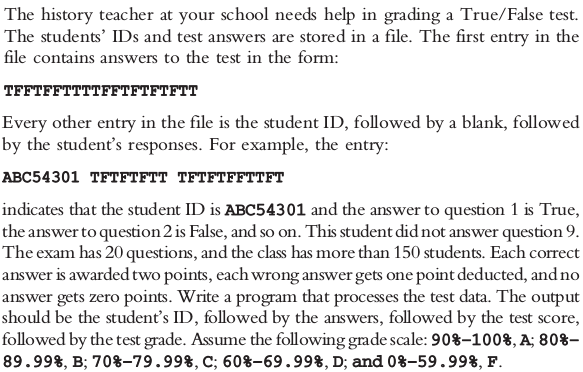 The history teacher at your school needs help in grading a True/False test.
The students' IDs and test answers are stored in a file. The first entry in the
file contains answers to the test in the form:
TFFTFFTTTTFFTFTFTFTT
Every other entry in the file is the student ID, followed by a blank, followed
by the student's responses. For example, the entry:
ABC54301 TFTFTFTT TFTFTFFTTFT
indicates that the student ID is ABC54301 and the answer to question 1 is True,
the answer to question 2 is False, and so on. This student did not answer question 9.
The exam has 20 questions, and the class has more than 150 students. Each correct
answer is awarded two points, each wrong answer gets one point deducted, and no
answer gets zero points. Write a program that processes the test data. The output
should be the student's ID, followed by the answers, followed by the test score,
followed by the test grade. Assume the following grade scale: 90%–100%, A; 80%–
89.99%, B; 70%–79.99%, C; 60%–69.99%, D; and 0%–59.99%, F.